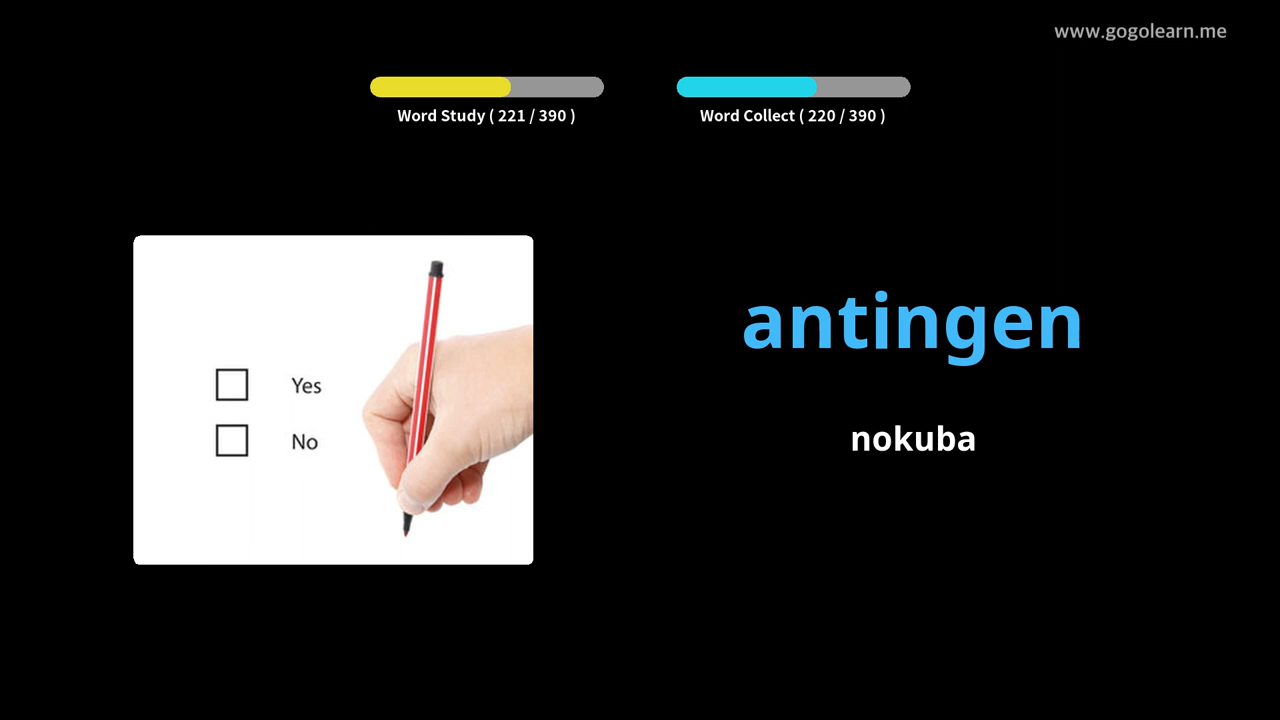 www.gogolearn.me
Word Study ( 221 / 390 )
Word Collect ( 220 / 390 )
Yes
No
antingen
nokuba